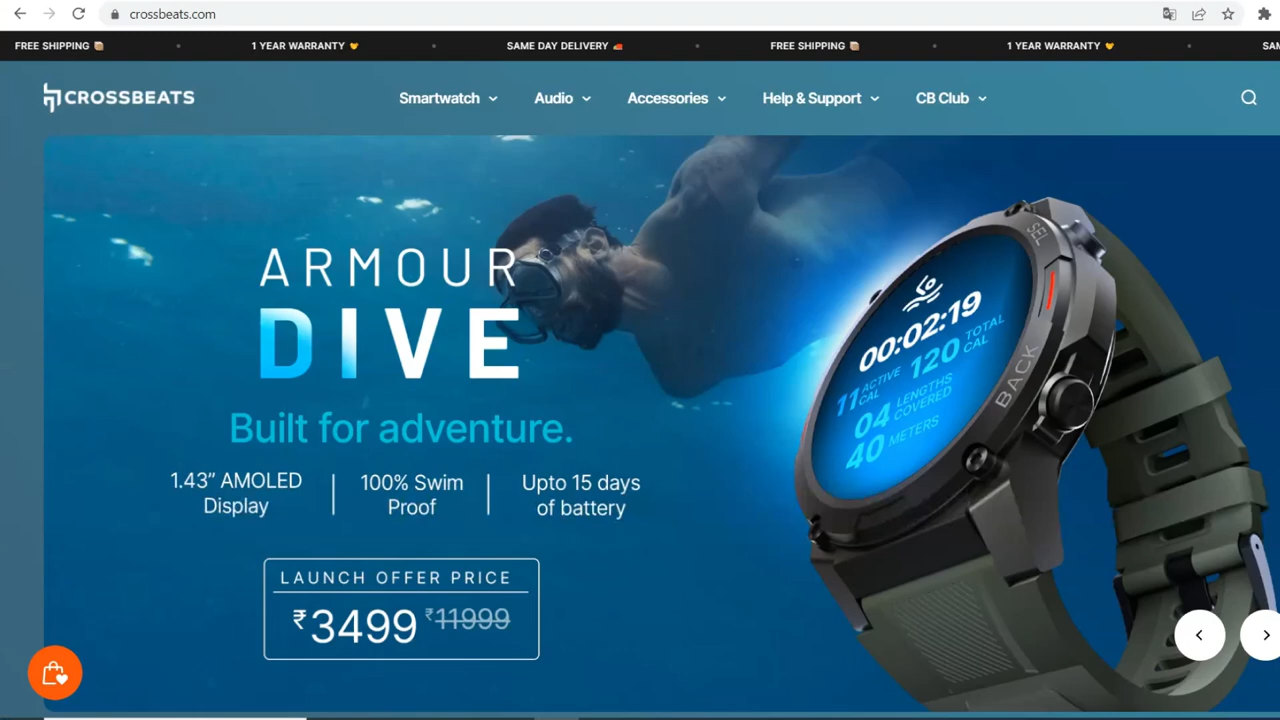 crossbeats.com
FREE SHIPPING 1 YEAR WARRANTY SAME DAY DELIVERY FREE SHIPPING 1 YEAR WARRANTY SAM
CROSSBEATS Smartwatch Audio Accessories Help & Support CB Club
ARMOUR
DIVE
Built for adventure.
1.43” AMOLED
Display
100% Swim
Proof
Upto 15 days
of battery
LAUNCH OFFER PRICE
₹3499 ₹11999
SEL
BACK
00:02:19
11 ACTIVE CAL 120 TOTAL CAL
04 LENGTHS COVERED
40 METERS